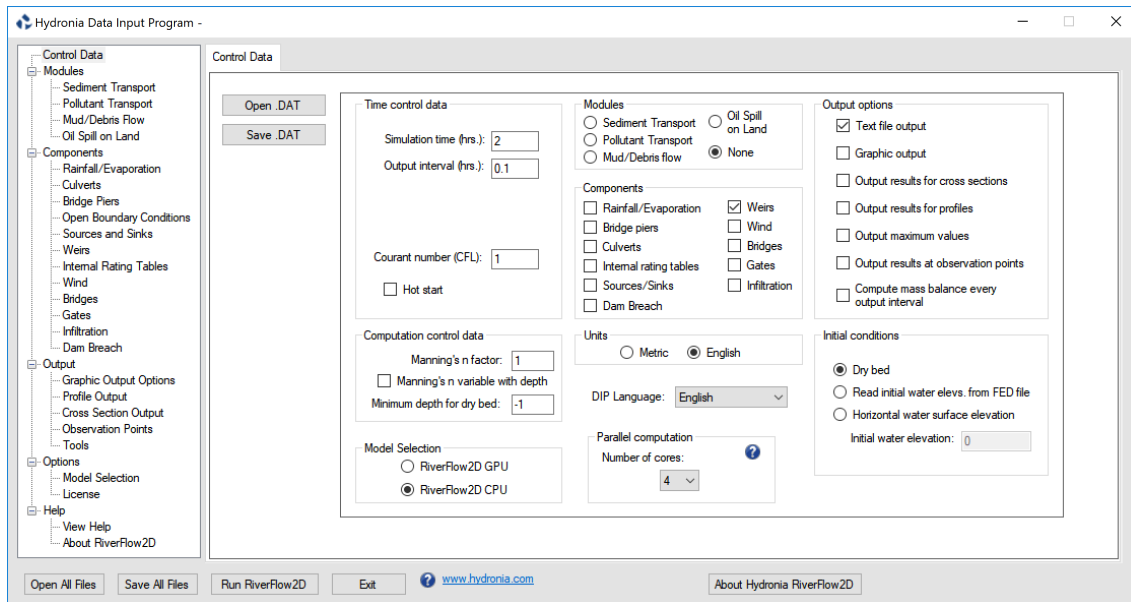 Hydronia Data Input Program -
Control Data
Modules
Sediment Transport
Pollutant Transport
Mud/Debris Flow
Oil Spill on Land
Components
Rainfall/Evaporation
Culverts
Bridge Piers
Open Boundary Conditions
Sources and Sinks
Weirs
Internal Rating Tables
Wind
Bridges
Gates
Infiltration
Dam Breach
Output
Graphic Output Options
Profile Output
Cross Section Output
Observation Points
Tools
Options
Model Selection
License
Help
View Help
About RiverFlow2D
Control Data
Open .DAT
Save .DAT
Time control data
Simulation time (hrs.): 2
Output interval (hrs.): 0.1
Courant number (CFL): 1
Hot start
Computation control data
Manning's n factor: 1
Manning's n variable with depth
Minimum depth for dry bed: -1
Model Selection
RiverFlow2D GPU
RiverFlow2D CPU
Modules
Sediment Transport
Pollutant Transport
Mud/Debris flow
Oil Spill
on Land
None
Components
Rainfall/Evaporation
Bridge piers
Culverts
Internal rating tables
Sources/Sinks
Dam Breach
Weirs
Wind
Bridges
Gates
Infiltration
Units
Metric
English
DIP Language: English
Parallel computation
Number of cores:
4
Output options
Text file output
Graphic output
Output results for cross sections
Output results for profiles
Output maximum values
Output results at observation points
Compute mass balance every
output interval
Initial conditions
Dry bed
Read initial water elevs. from FED file
Horizontal water surface elevation
Initial water elevation: 0
Open All Files
Save All Files
Run RiverFlow2D
Exit
www.hydronia.com
About Hydronia RiverFlow2D